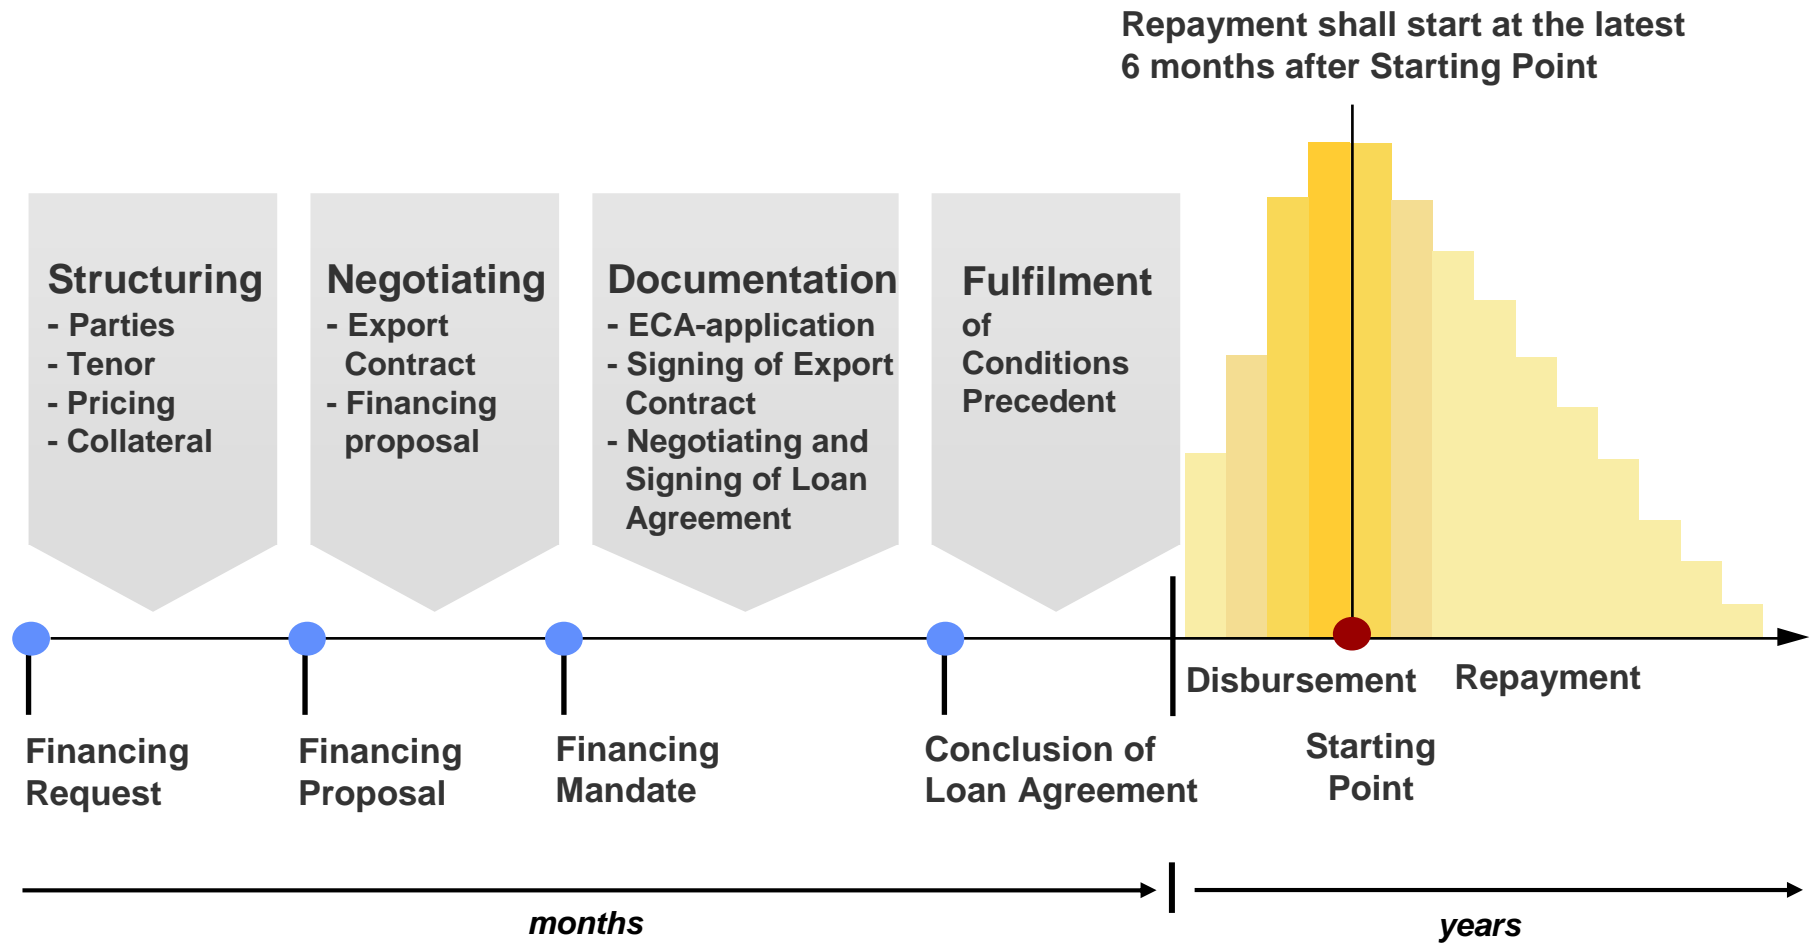 Repayment shall start at the latest
6 months after Starting Point
Structuring
- Parties
- Tenor
- Pricing
- Collateral
Negotiating
- Export
Contract
- Financing
proposal
Documentation
- ECA-application
- Signing of Export
Contract
- Negotiating and
Signing of Loan
Agreement
Fulfilment
of
Conditions
Precedent
Disbursement
Repayment
Financing
Request
Financing
Proposal
Financing
Mandate
Conclusion of
Loan Agreement
Starting
Point
months
years